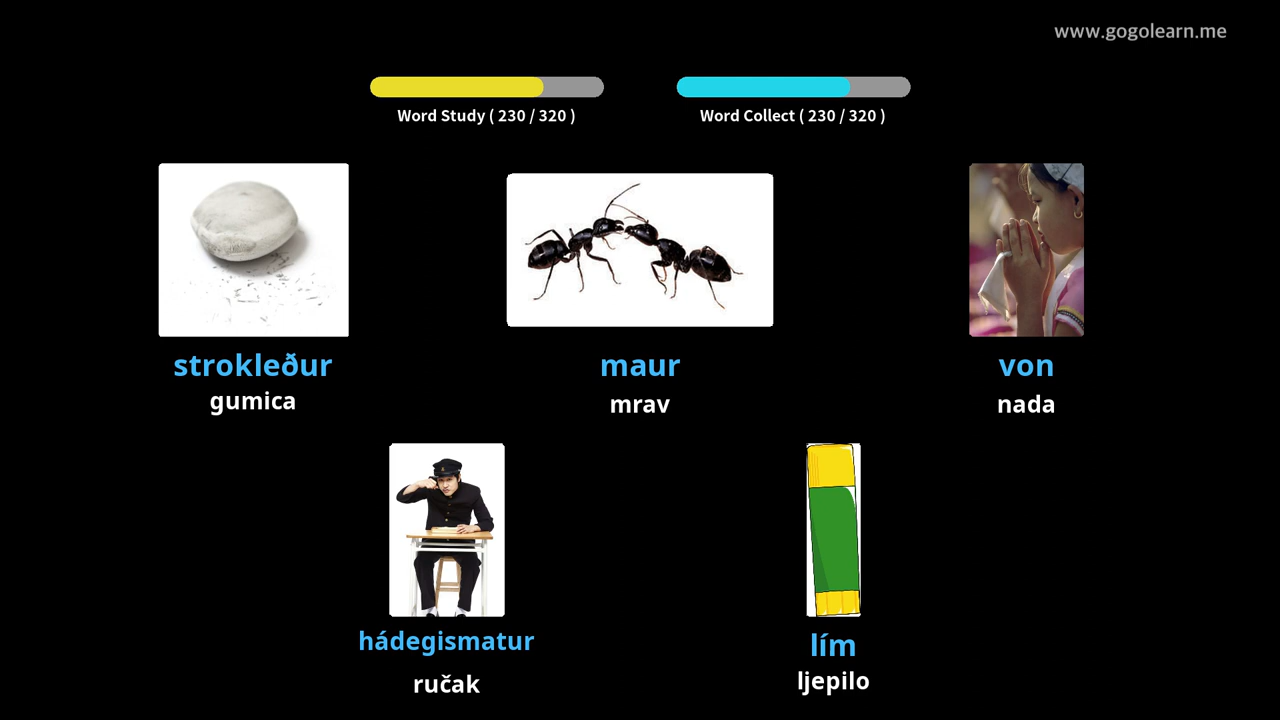 www.gogolearn.me
Word Study ( 230 / 320 )
Word Collect ( 230 / 320 )
strokleður
gumica
maur
mrav
von
nada
hádegismatur
ručak
lím
ljepilo